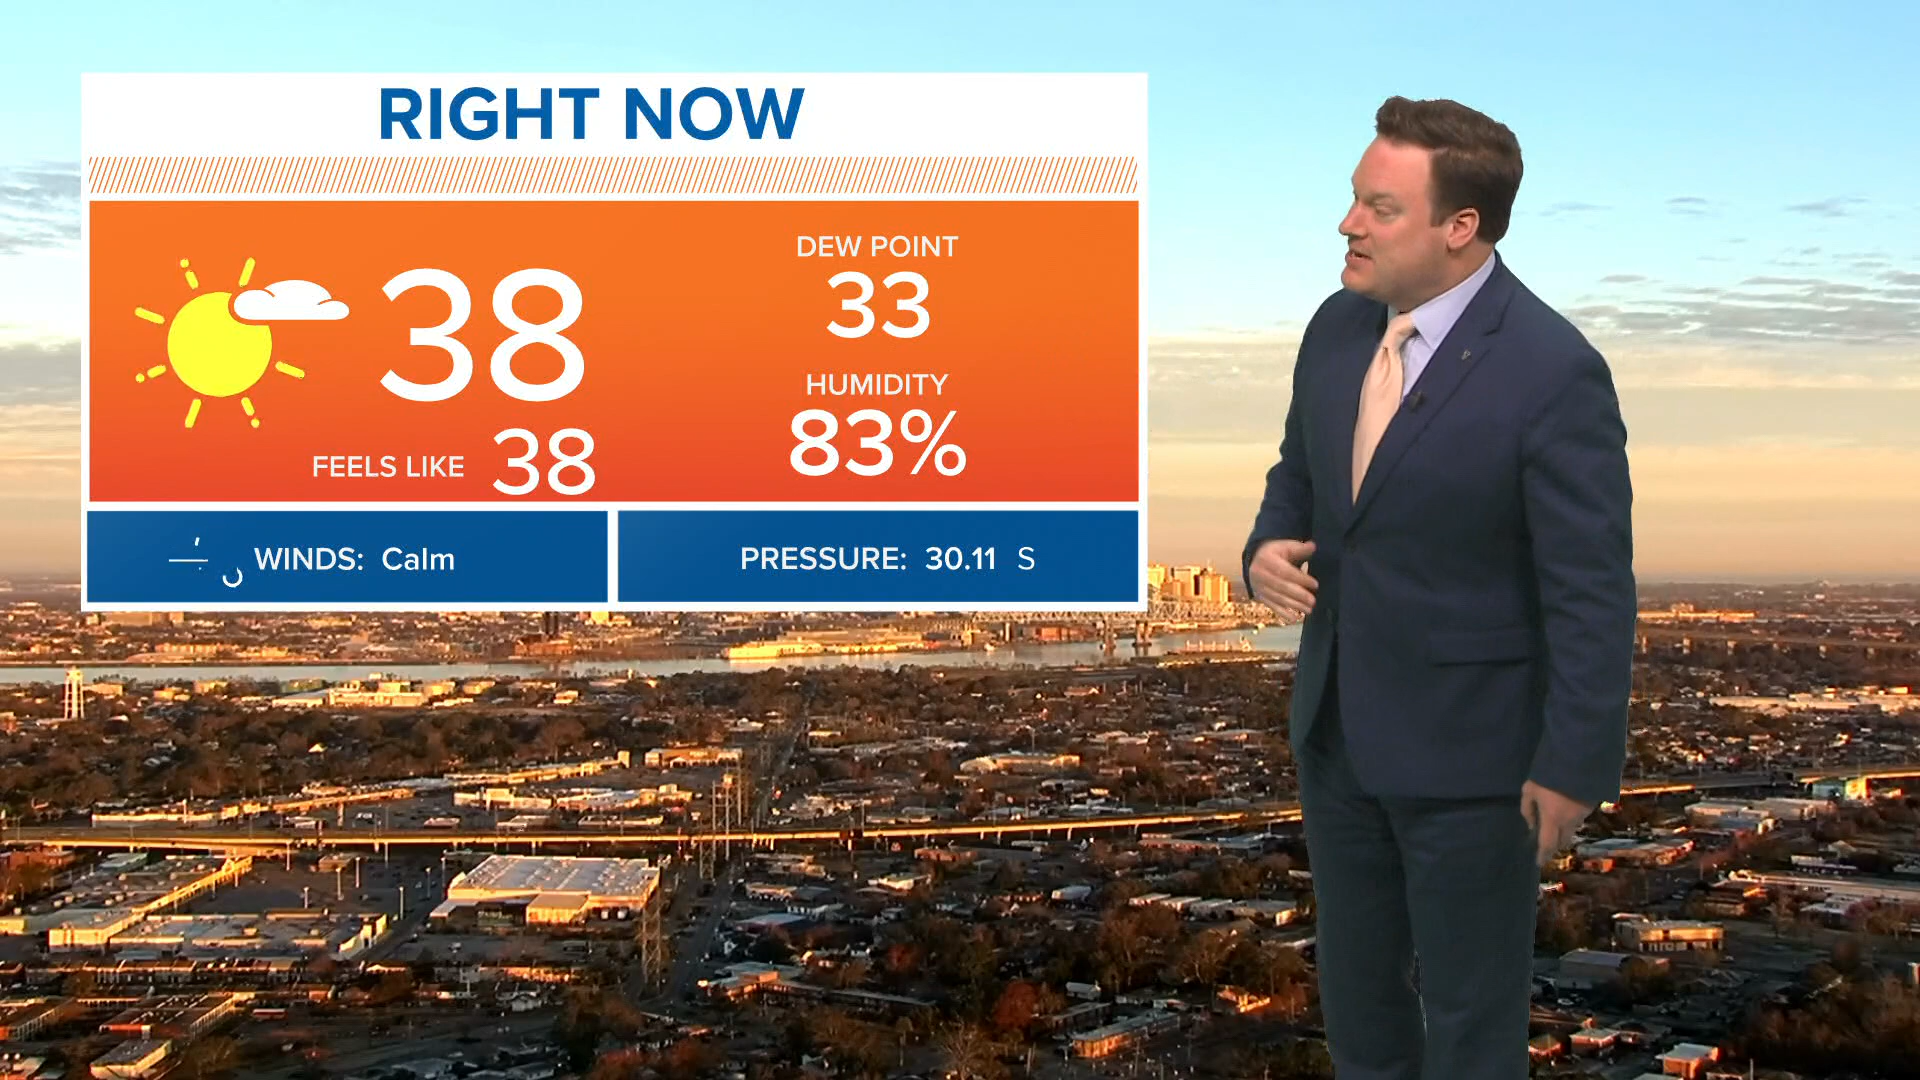 RIGHT NOW
38
FEELS LIKE 38
DEW POINT
33
HUMIDITY
83%
WINDS: Calm
PRESSURE: 30.11 S